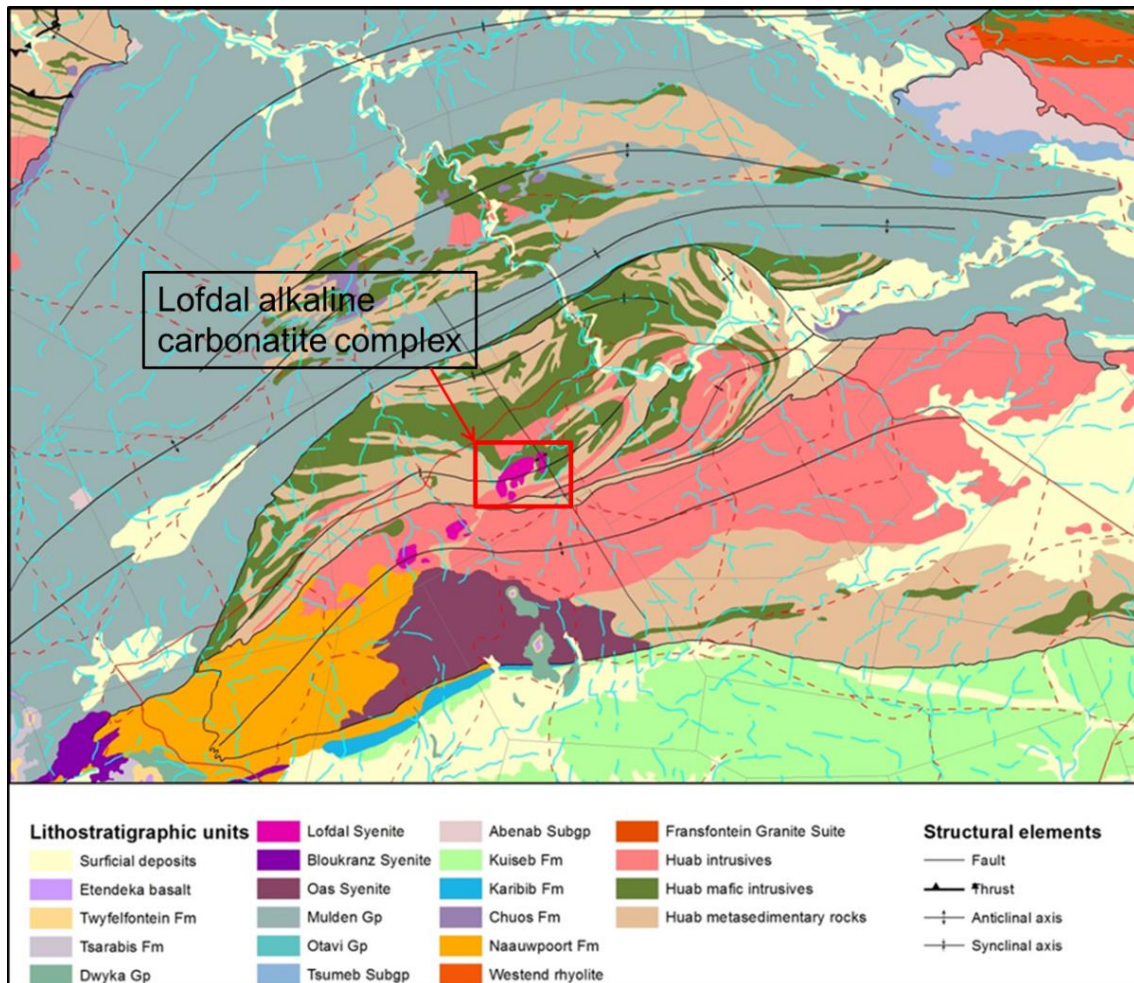 Lofdal alkaline
carbonatite complex
Lithostratigraphic units
Surficial deposits
Etendeka basalt
Twyfelfontein Fm
Tsarabis Fm
Dwyka Gp
Lofdal Syenite
Bloukranz Syenite
Oas Syenite
Mulden Gp
Otavi Gp
Tsumeb Subgp
Abenab Subgp
Kuiseb Fm
Karibib Fm
Chuos Fm
Naauwpoort Fm
Westend rhyolite
Fransfontein Granite Suite
Huab intrusives
Huab mafic intrusives
Huab metasedimentary rocks
Structural elements
Fault
Thrust
Anticlinal axis
Synclinal axis